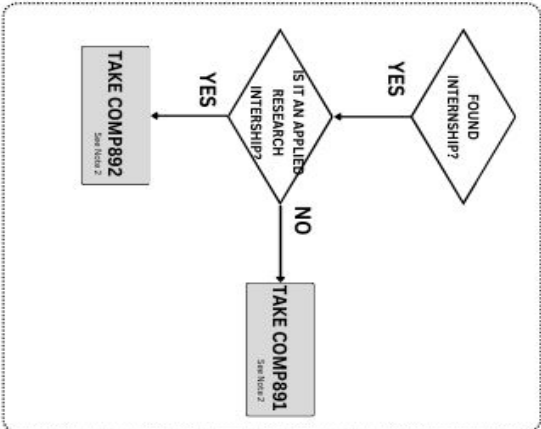 FOUND
INTERNSHIP?
YES
IS IT AN APPLIED
RESEARCH
INTERSHIP?
NO
TAKE COMP891
See Note 2
YES
TAKE COMP892
See Note 2